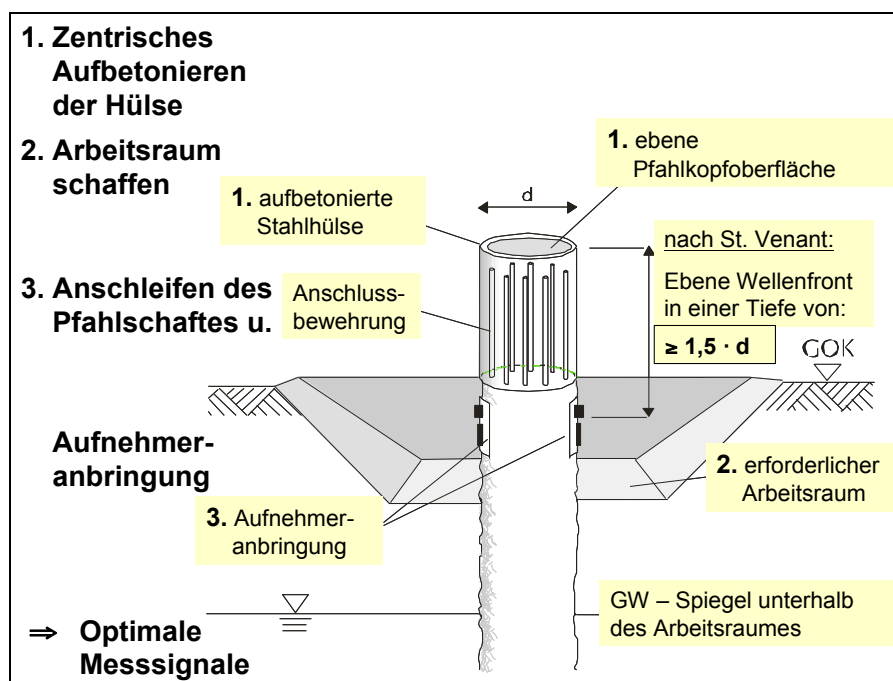 1. Zentrisches
Aufbetonieren
der Hülse
2. Arbeitsraum
schaffen
3. Anschleifen des
Pfahlschaftes u.
Aufnehmer-
anbringung
⇒ Optimale
Messsignale
1. ebene
Pfahlkopfoberfläche
d
1. aufbetonierte
Stahlhülse
nach St. Venant:
Ebene Wellenfront
in einer Tiefe von:
≥ 1,5 · d
GOK
Anschluss-
bewehrung
2. erforderlicher
Arbeitsraum
3. Aufnehmer-
anbringung
GW – Spiegel unterhalb
des Arbeitsraumes